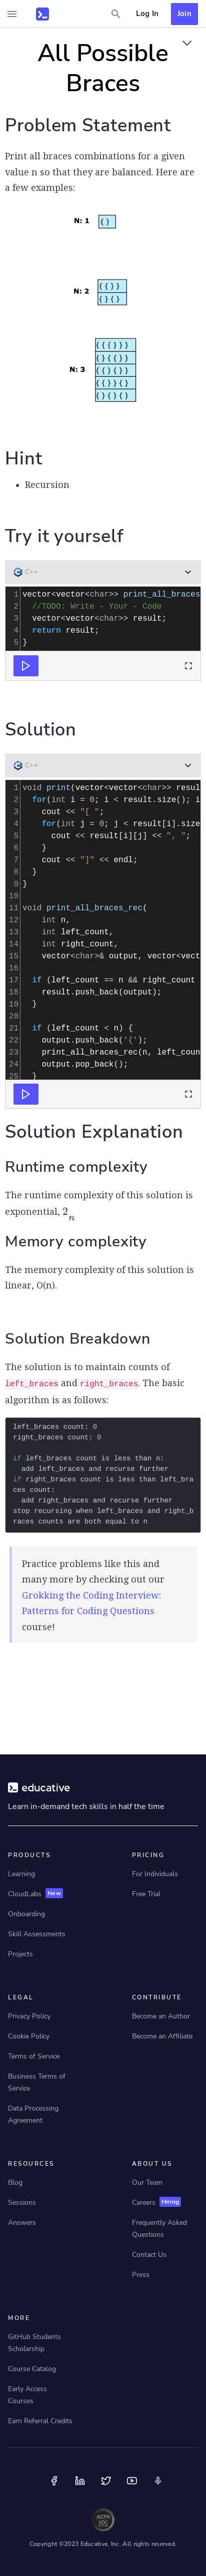 Log In
Join
All Possible
Braces
Problem Statement
Print all braces combinations for a given
value n so that they are balanced. Here are
a few examples:
N: 1
{ }
N: 2
{ { } }
{ } { }
N: 3
{ { { } } }
{ } { { } }
{ { } } { }
{ } { } { }
Hint
Recursion
Try it yourself
C++
1 vector<vector<char>> print_all_braces
2 //TODO: Write - Your - Code
3 vector<vector<char>> result;
4 return result;
5 }
Solution
C++
1 void print(vector<vector<char>> resul
2 for(int i = 0; i < result.size(); i
3 cout << "[ ";
4 for(int j = 0; j < result[i].size
5 cout << result[i][j] << ", ";
6 }
7 cout << "]" << endl;
8 }
9 }
10
11 void print_all_braces_rec(
12 int n,
13 int left_count,
14 int right_count,
15 vector<char>& output, vector<vect
16
17 if (left_count == n && right_count
18 result.push_back(output);
19 }
20
21 if (left_count < n) {
22 output.push_back('{');
23 print_all_braces_rec(n, left_coun
24 output.pop_back();
25 }
Solution Explanation
Runtime complexity
The runtime complexity of this solution is
exponential, 2n
Memory complexity
The memory complexity of this solution is
linear, O(n).
Solution Breakdown
The solution is to maintain counts of
left_braces and right_braces. The basic
algorithm is as follows:
left_braces count: 0
right_braces count: 0
if left_braces count is less than n:
add left_braces and recurse further
if right_braces count is less than left_bra
ces count:
add right_braces and recurse further
stop recursing when left_braces and right_b
races counts are both equal to n
Practice problems like this and
many more by checking out our
Grokking the Coding Interview:
Patterns for Coding Questions
course!
educative
Learn in-demand tech skills in half the time
PRODUCTS
Learning
CloudLabs New
Onboarding
Skill Assessments
Projects
PRICING
For Individuals
Free Trial
LEGAL
Privacy Policy
Cookie Policy
Terms of Service
Business Terms of
Service
Data Processing
Agreement
CONTRIBUTE
Become an Author
Become an Affiliate
RESOURCES
Blog
Sessions
Answers
ABOUT US
Our Team
Careers Hiring
Frequently Asked
Questions
Contact Us
Press
MORE
GitHub Students
Scholarship
Course Catalog
Early Access
Courses
Earn Referral Credits
AICPA
SOC
Copyright ©2023 Educative, Inc. All rights reserved.